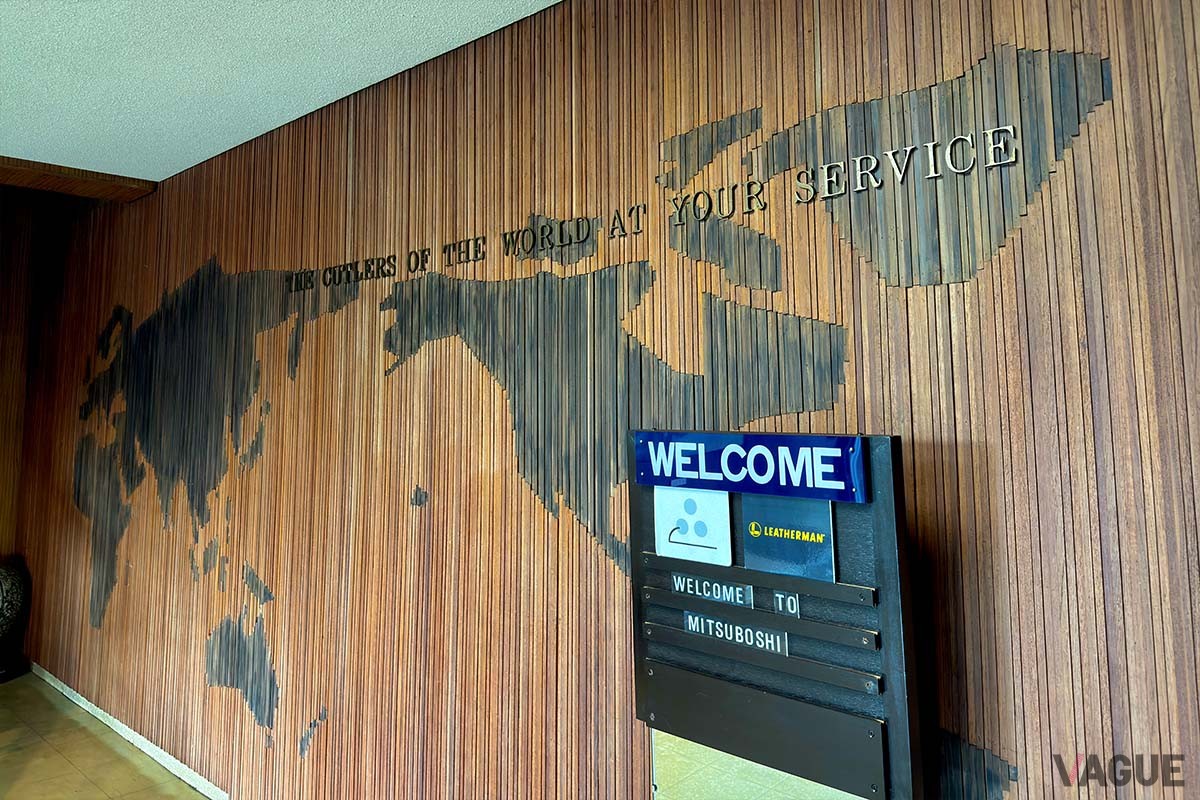 THE CUTLERS OF THE WORLD AT YOUR SERVICE
WELCOME
LEATHERMAN
WELCOME TO
MITSUBOSHI
VAGUE